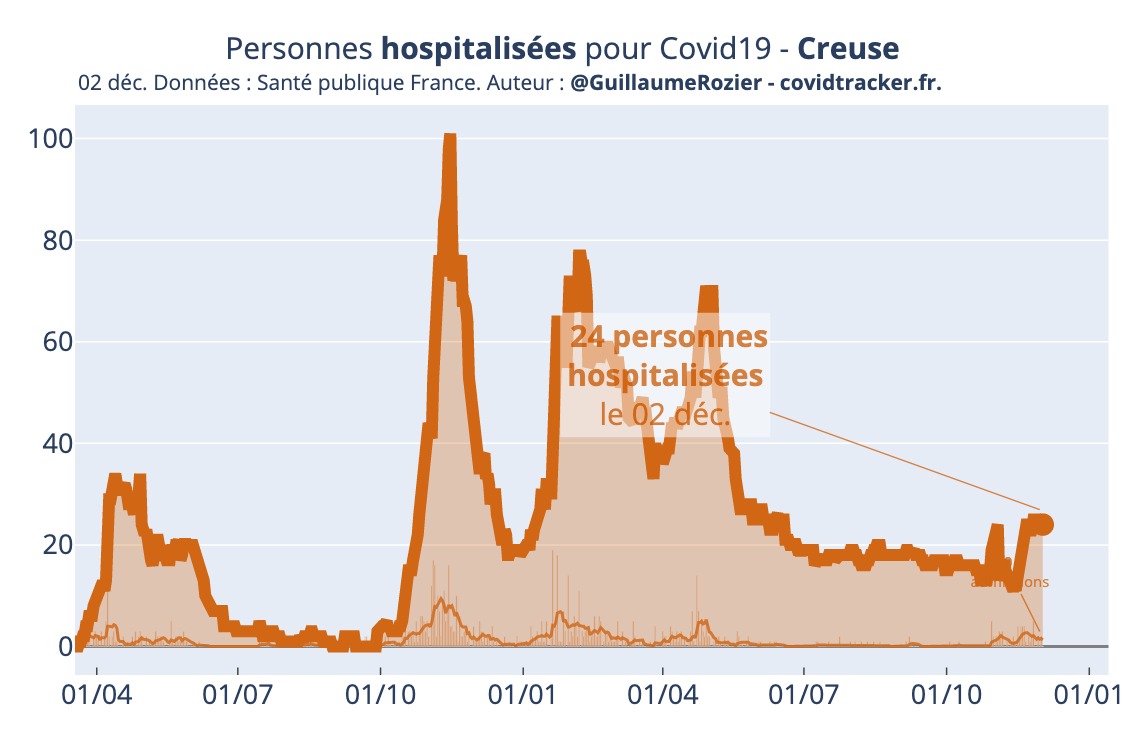 Personnes hospitalisées pour Covid19 - Creuse
02 déc. Données : Santé publique France. Auteur : @GuillaumeRozier - covidtracker.fr.
100
80
60
40
20
0
24 personnes
hospitalisées
le 02 déc.
01/04 01/07 01/10 01/01 01/04 01/07 01/10 01/01